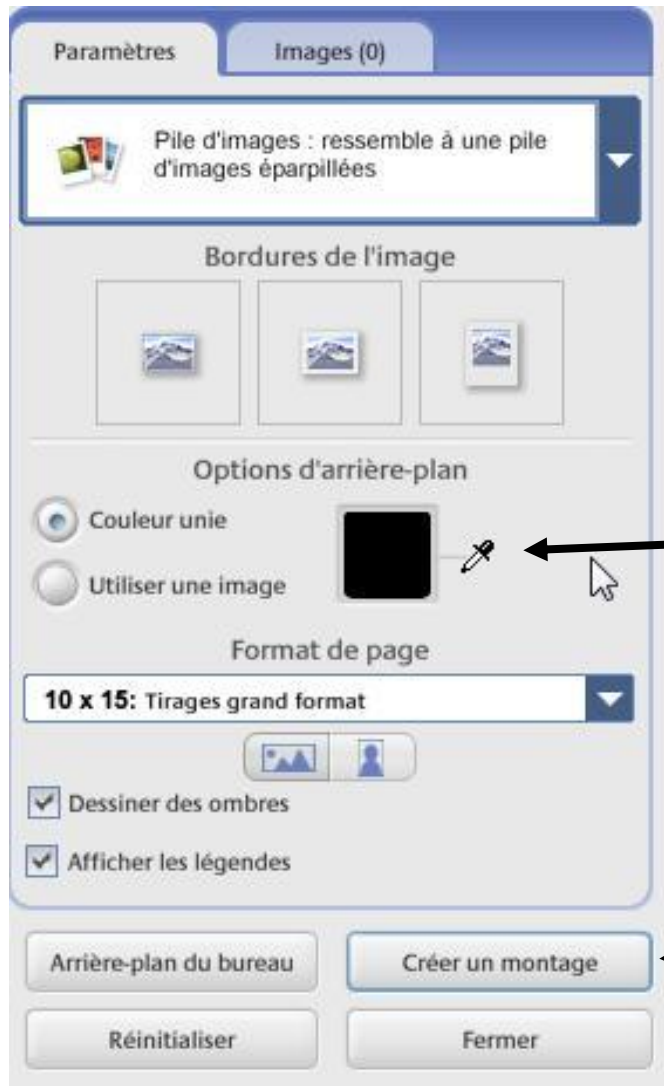 Paramètres
Images (0)
Pile d'images : ressemble à une pile
d'images éparpillées
Bordures de l'image
Options d'arrière-plan
Couleur unie
Utiliser une image
Format de page
10 x 15: Tirages grand format
Dessiner des ombres
Afficher les légendes
Arrière-plan du bureau
Créer un montage
Réinitialiser
Fermer